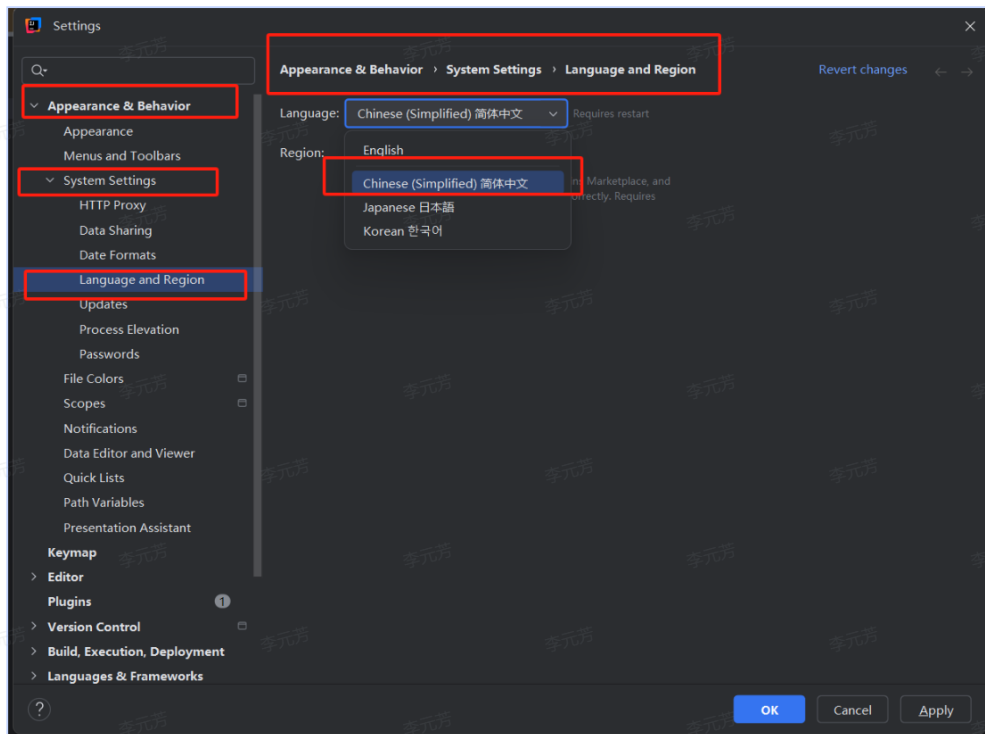 Settings
Appearance & Behavior › System Settings › Language and Region
Revert changes
Appearance & Behavior
Appearance
Menus and Toolbars
System Settings
HTTP Proxy
Data Sharing
Date Formats
Language and Region
Updates
Process Elevation
Passwords
File Colors
Scopes
Notifications
Data Editor and Viewer
Quick Lists
Path Variables
Presentation Assistant
Keymap
Editor
Plugins 1
Version Control
Build, Execution, Deployment
Languages & Frameworks
Language: Chinese (Simplified) 简体中文 Requires restart
Region:
English
Chinese (Simplified) 简体中文
Japanese 日本語
Korean 한국어
Marketplace, and
Requires
?
OK
Cancel
Apply
李元芳